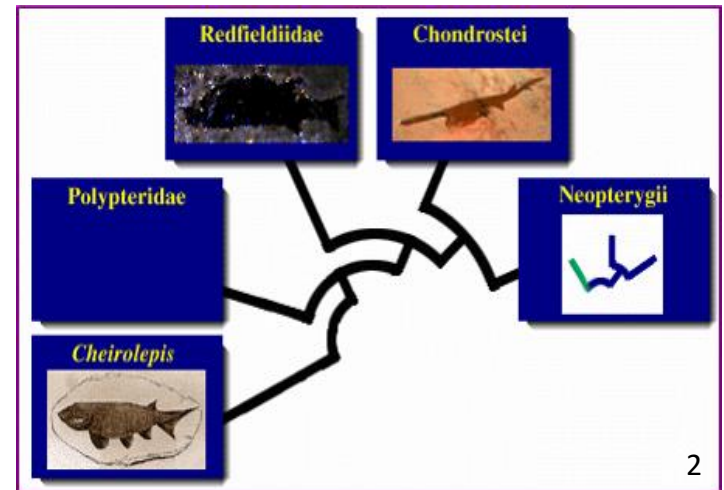 Redfieldiidae
Chondrostei
Polypteridae
Neopterygii
Cheirolepis
2